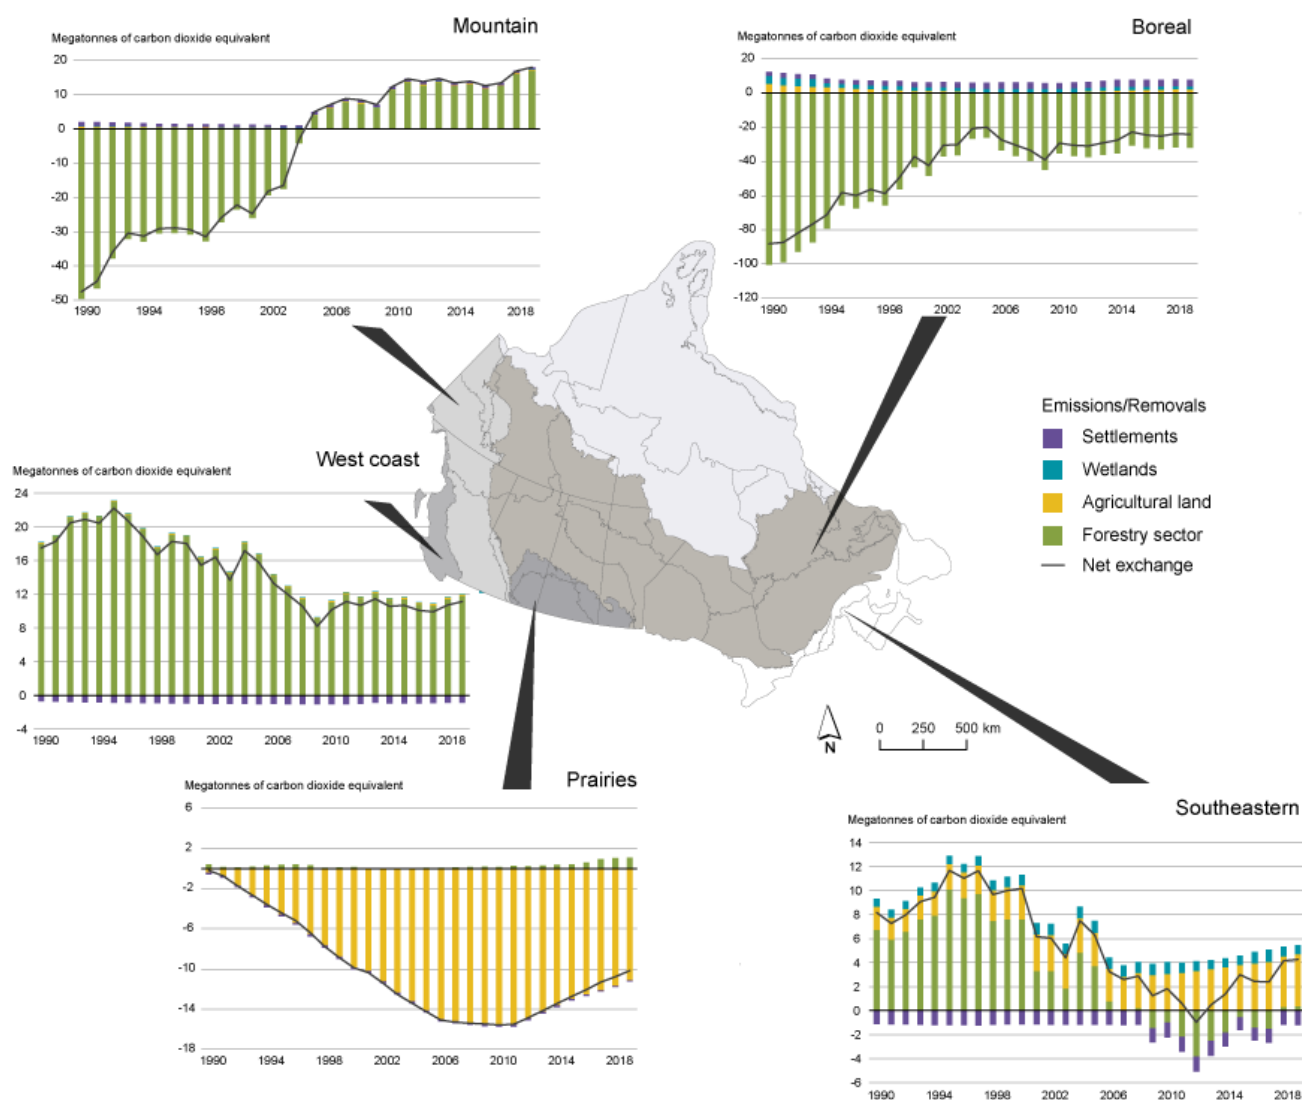 Mountain
Megatonnes of carbon dioxide equivalent
20
10
0
-10
-20
-30
-40
-50
1990 1994 1998 2002 2006 2010 2014 2018
Boreal
Megatonnes of carbon dioxide equivalent
20
0
-20
-40
-60
-80
-100
-120
1990 1994 1998 2002 2006 2010 2014 2018
Emissions/Removals
Settlements
Wetlands
Agricultural land
Forestry sector
Net exchange
West coast
Megatonnes of carbon dioxide equivalent
24
20
16
12
8
4
0
-4
1990 1994 1998 2002 2006 2010 2014 2018
N
0 250 500 km
Prairies
Megatonnes of carbon dioxide equivalent
6
2
-2
-6
-10
-14
-18
1990 1994 1998 2002 2006 2010 2014 2018
Southeastern
Megatonnes of carbon dioxide equivalent
14
12
10
8
6
4
2
0
-2
-4
-6
1990 1994 1998 2002 2006 2010 2014 2018